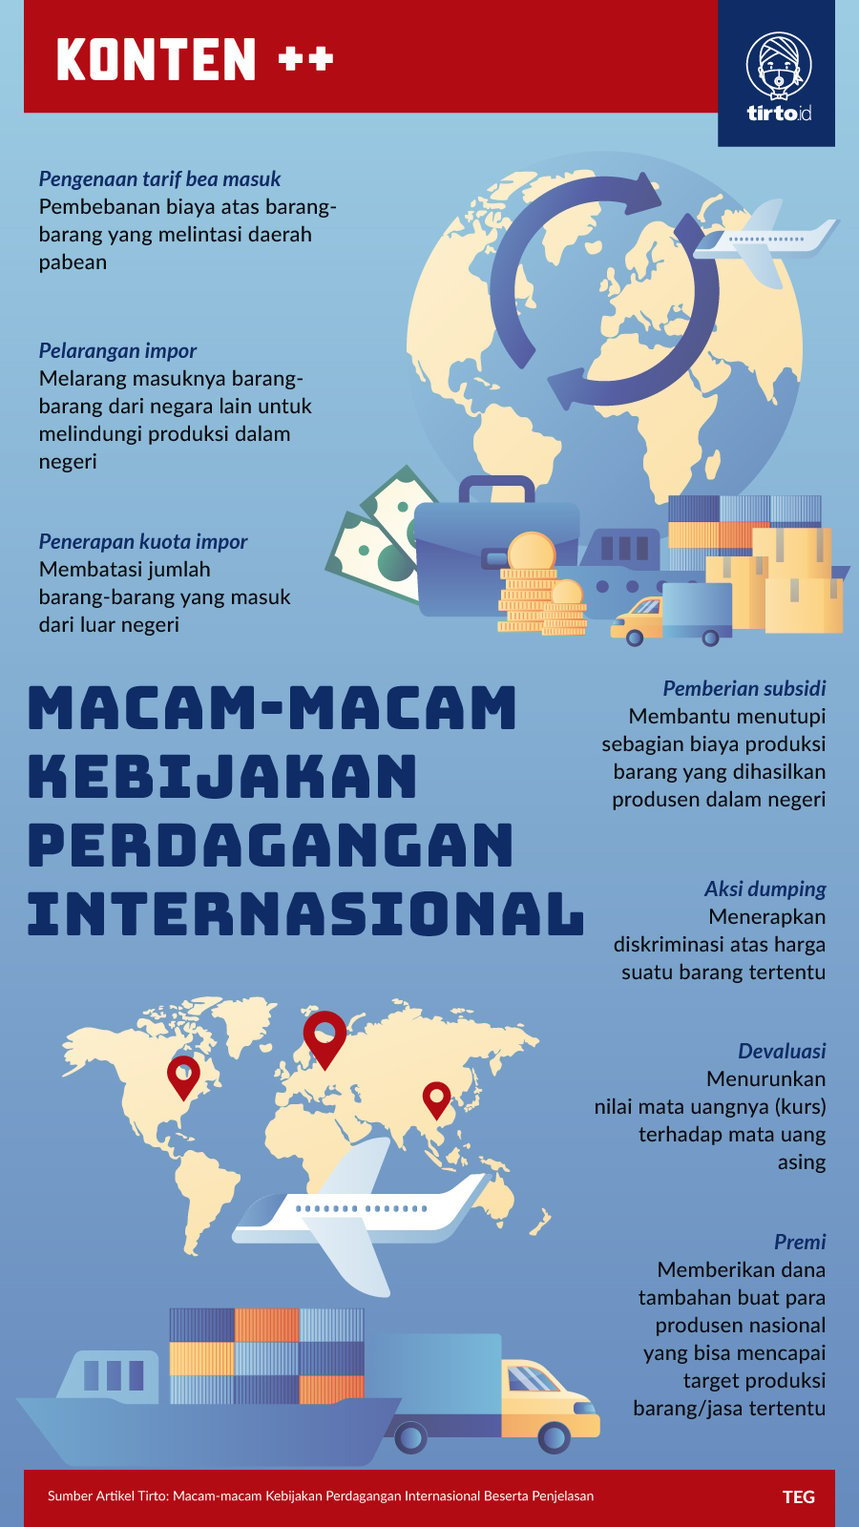 KONTEN ++
tirto.id
Pengenaan tarif bea masuk
Pembebanan biaya atas barang-
barang yang melintasi daerah
pabean
Pelarangan impor
Melarang masuknya barang-
barang dari negara lain untuk
melindungi produksi dalam
negeri
Penerapan kuota impor
Membatasi jumlah
barang-barang yang masuk
dari luar negeri
MACAM-MACAM
KEBIJAKAN
PERDAGANGAN
INTERNASIONAL
Pemberian subsidi
Membantu menutupi
sebagian biaya produksi
barang yang dihasilkan
produsen dalam negeri
Aksi dumping
Menerapkan
diskriminasi atas harga
suatu barang tertentu
Devaluasi
Menurunkan
nilai mata uangnya (kurs)
terhadap mata uang
asing
Premi
Memberikan dana
tambahan buat para
produsen nasional
yang bisa mencapai
target produksi
barang/jasa tertentu
Sumber Artikel Tirto: Macam-macam Kebijakan Perdagangan Internasional Beserta Penjelasan
TEG